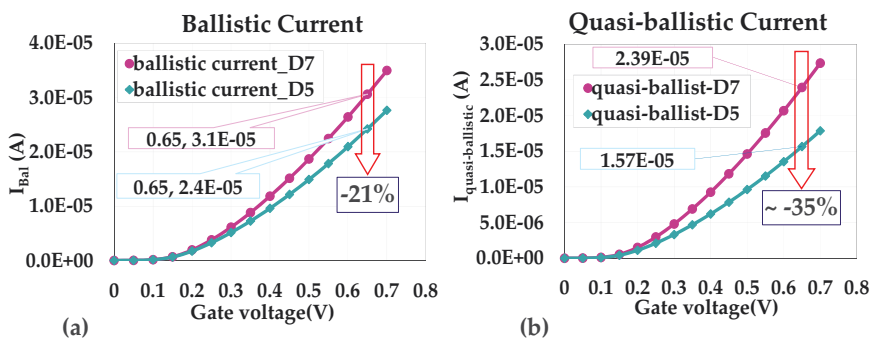 Ballistic Current
4.0E-05
3.0E-05
2.0E-05
1.0E-05
0.0E+00
I_Bal (A)
ballistic current_D7
ballistic current_D5
0.65, 3.1E-05
0.65, 2.4E-05
-21%
0 0.1 0.2 0.3 0.4 0.5 0.6 0.7 0.8
Gate voltage(V)
(a)
Quasi-ballistic Current
3.0E-05
2.5E-05
2.0E-05
1.5E-05
1.0E-05
5.0E-06
0.0E+00
I_quasi-ballistic (A)
2.39E-05
quasi-ballist-D7
quasi-ballist-D5
1.57E-05
~ -35%
0 0.1 0.2 0.3 0.4 0.5 0.6 0.7 0.8
Gate voltage(V)
(b)